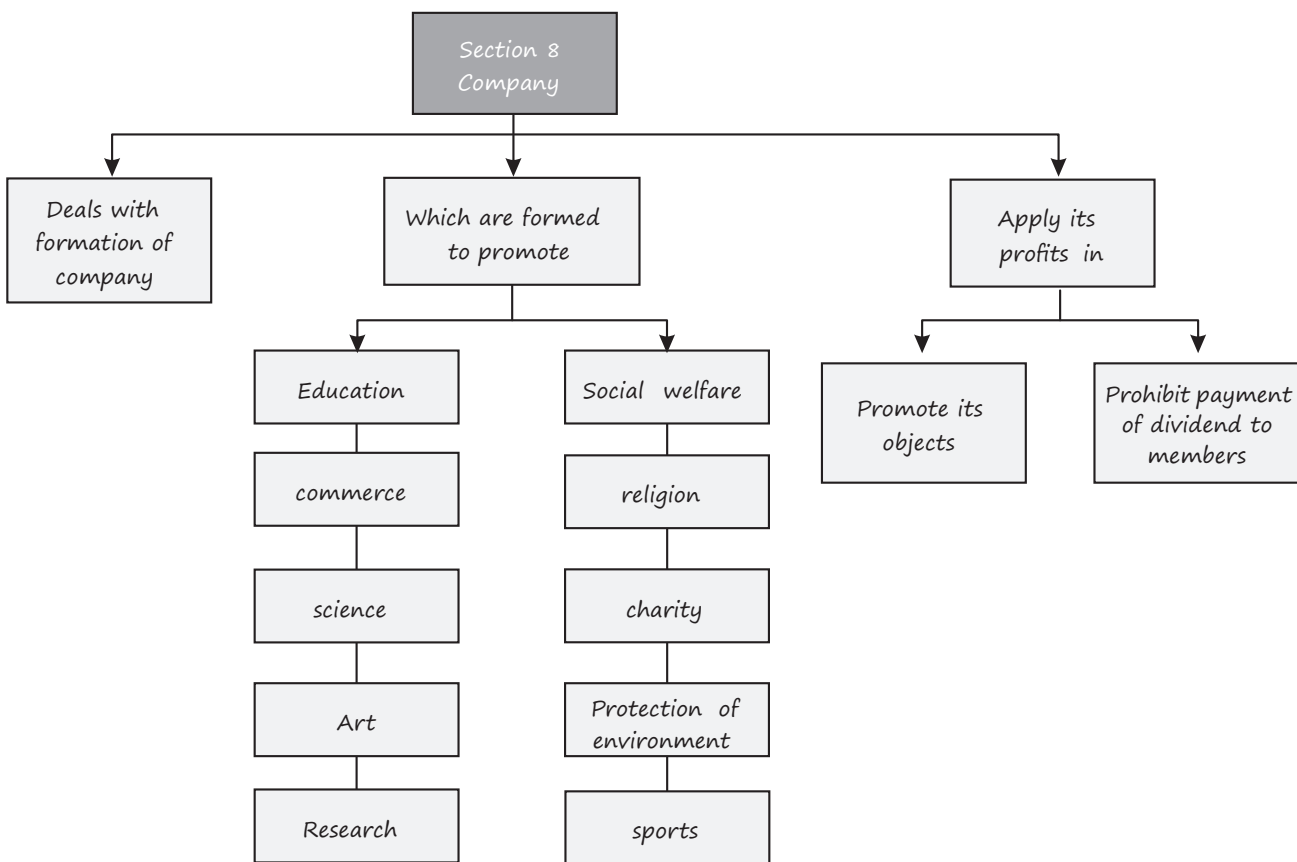 Section 8
Company
Deals with
formation of
company
Which are formed
to promote
Apply its
profits in
Education
commerce
science
Art
Research
Social welfare
religion
charity
Protection of
environment
sports
Promote its
objects
Prohibit payment
of dividend to
members